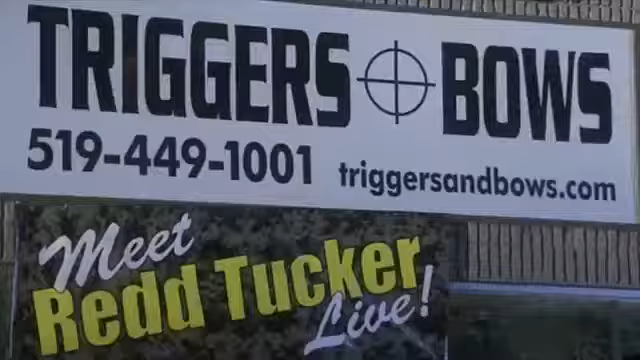 TRIGGERS BOWS
519-449-1001 triggersandbows.com
Meet
Redd Tucker
Live!